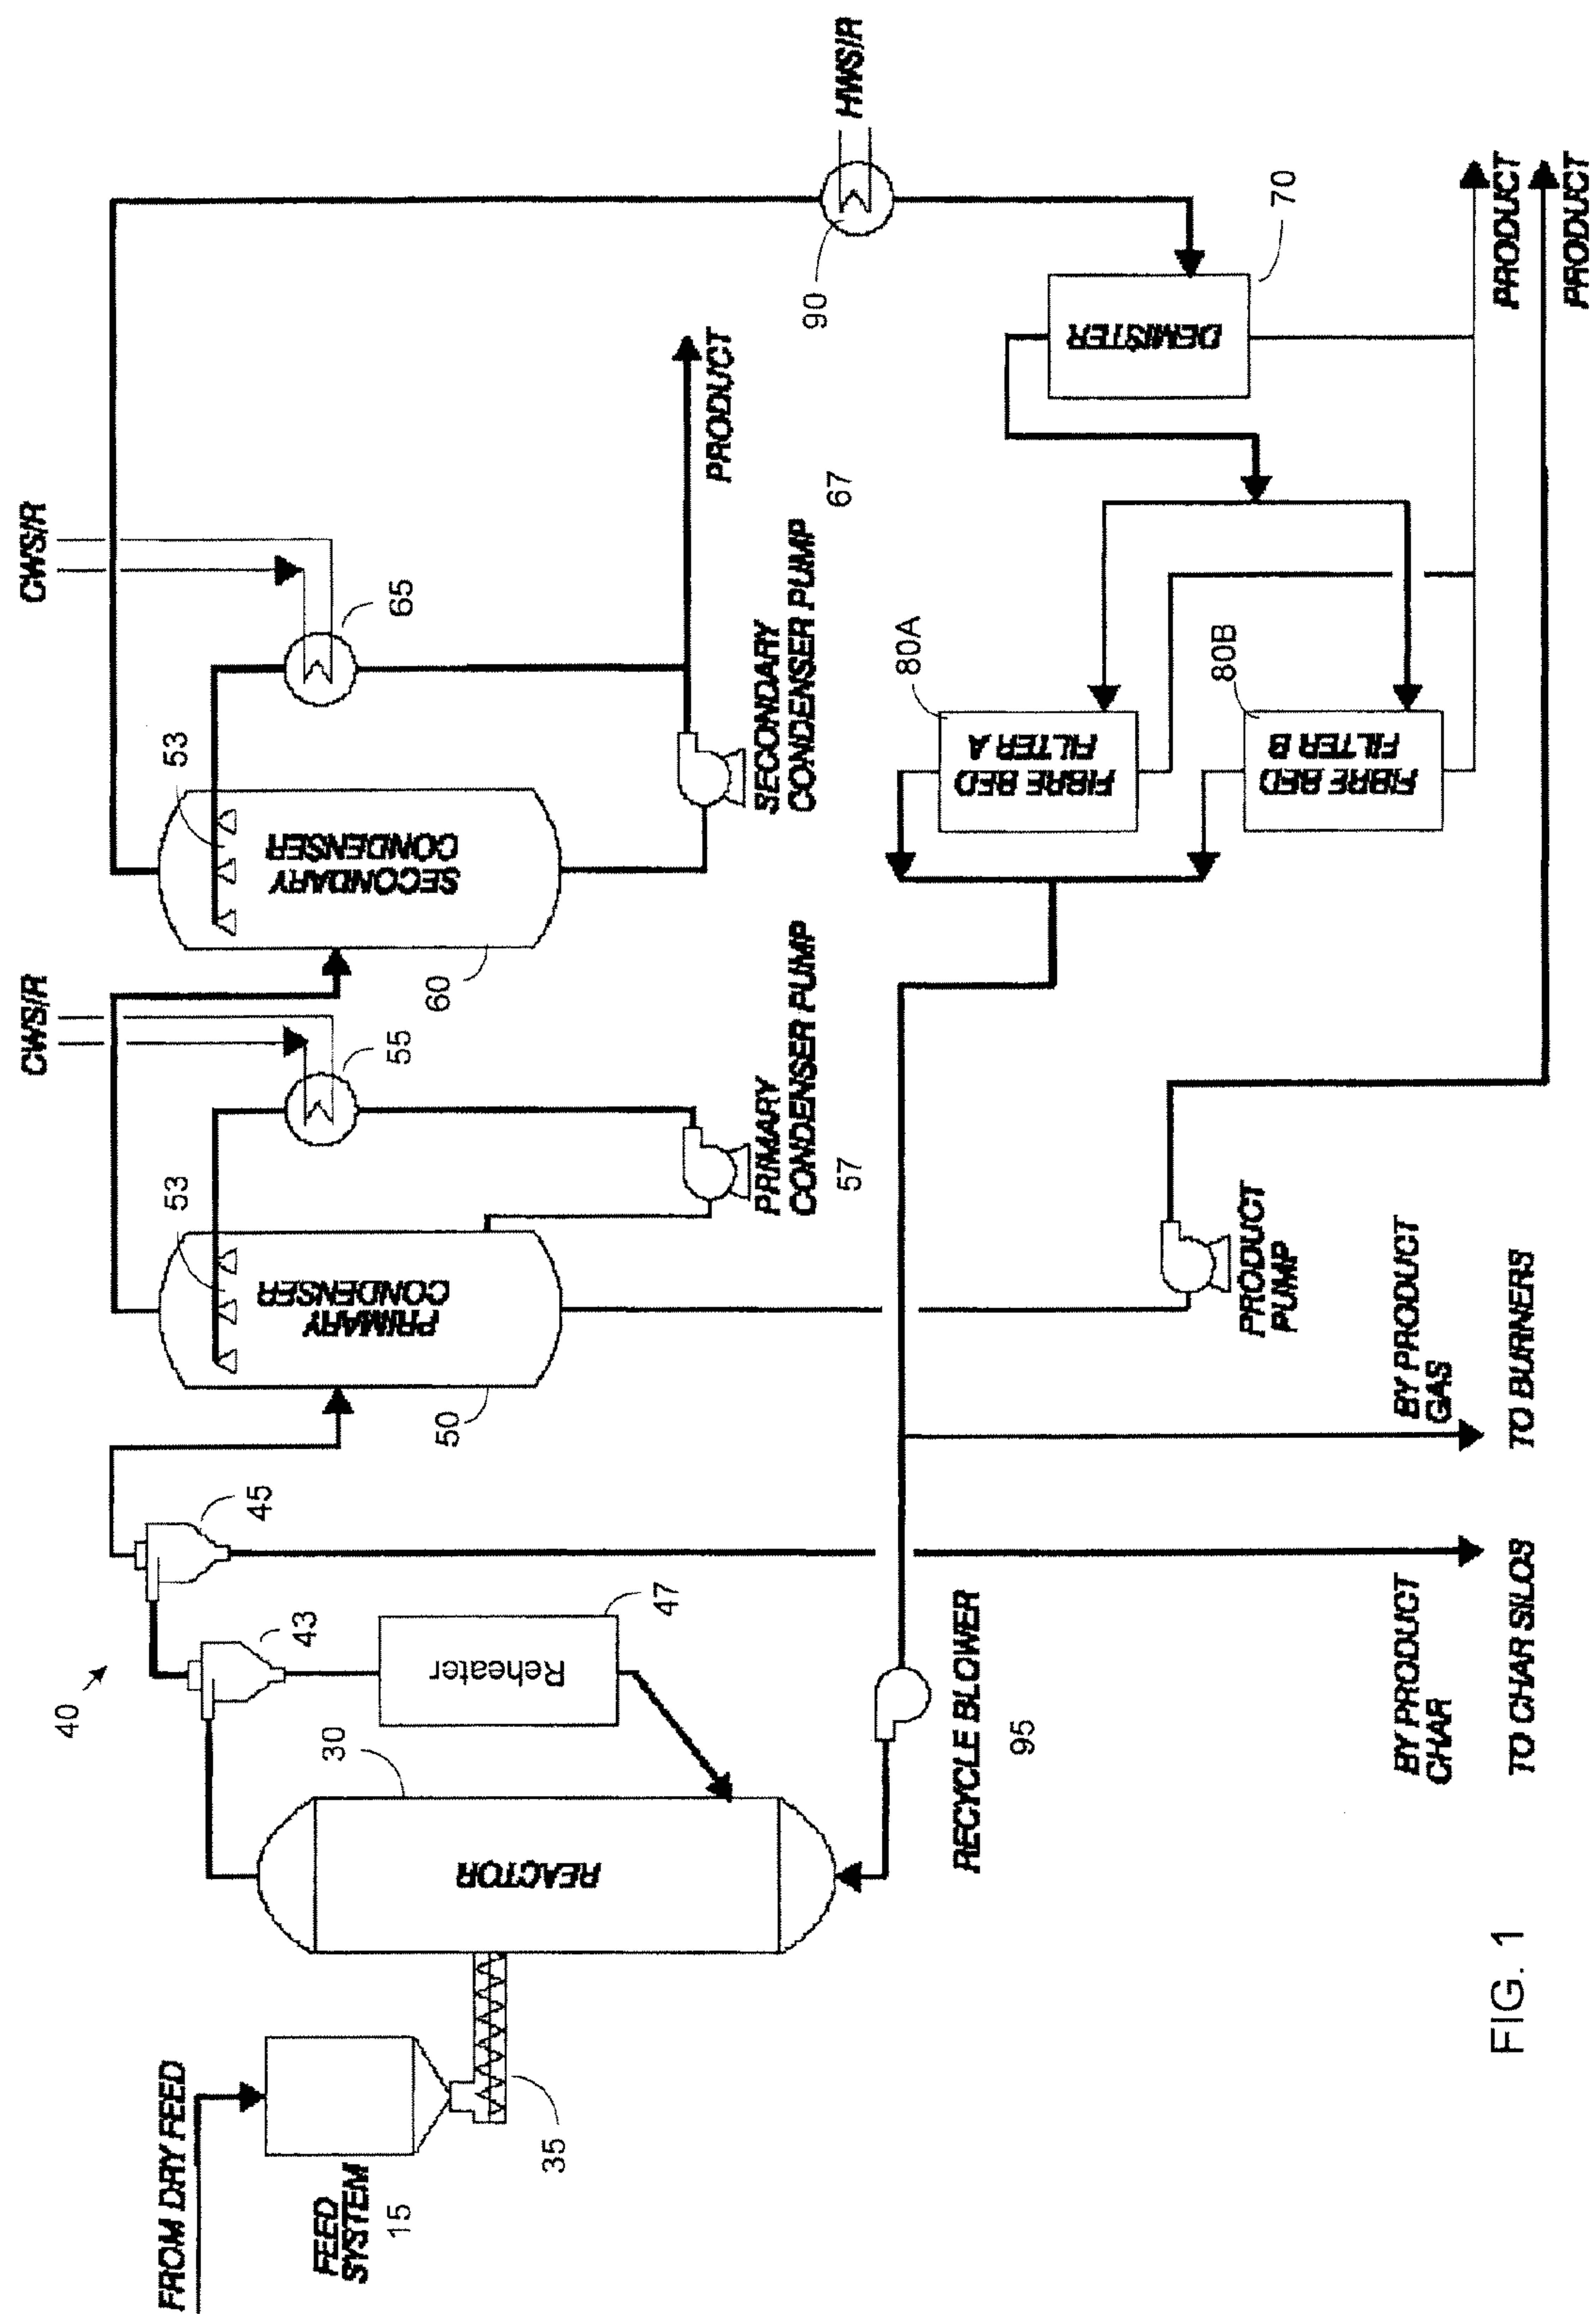 FROM DRY FEED
FEED
SYSTEM
15
35
REACTOR
30
40
43
45
Reheater
47
RECYCLE BLOWER
95
BY PRODUCT
CHAR
TO CHAR SILOS
BY PRODUCT
GAS
TO BURNERS
50
PRIMARY
CONDENSER
53
CWS/R
55
PRIMARY
CONDENSER PUMP
57
PRODUCT
PUMP
60
SECONDARY
CONDENSER
53
CWS/R
65
SECONDARY
CONDENSER PUMP
67
PRODUCT
80A
FIBRE BED
FILTER A
80B
FIBRE BED
FILTER B
DEMISTER
70
90
HWS/R
PRODUCT
PRODUCT
FIG. 1